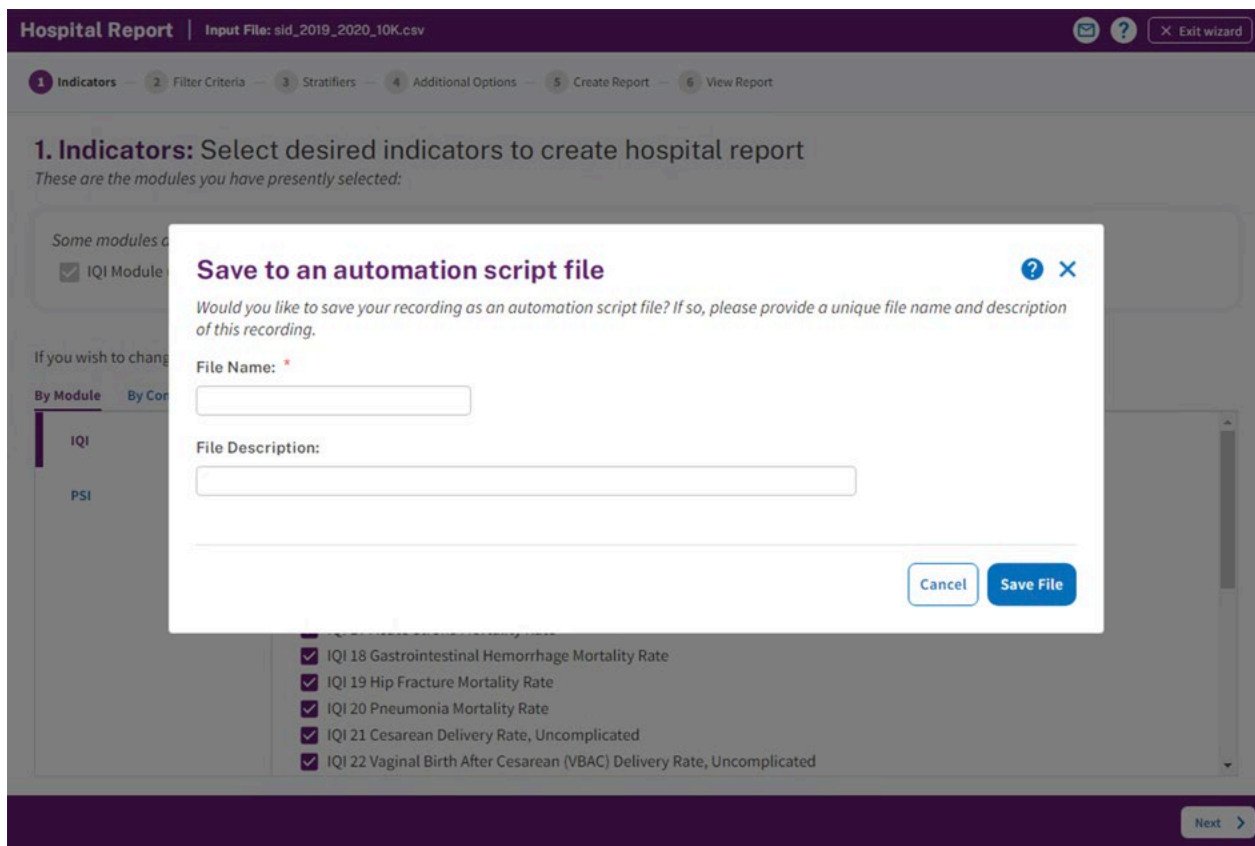 Hospital Report | Input File: sid_2019_2020_10K.csv
Exit wizard
1 Indicators — 2 Filter Criteria — 3 Stratifiers — 4 Additional Options — 5 Create Report — 6 View Report
1. Indicators: Select desired indicators to create hospital report
These are the modules you have presently selected:
Some modules
IQI Module
Save to an automation script file
Would you like to save your recording as an automation script file? If so, please provide a unique file name and description
of this recording.
If you wish to
File Name: *
By Module By
IQI
File Description:
PSI
Cancel Save File
IQI 18 Gastrointestinal Hemorrhage Mortality Rate
IQI 19 Hip Fracture Mortality Rate
IQI 20 Pneumonia Mortality Rate
IQI 21 Cesarean Delivery Rate, Uncomplicated
IQI 22 Vaginal Birth After Cesarean (VBAC) Delivery Rate, Uncomplicated
Next